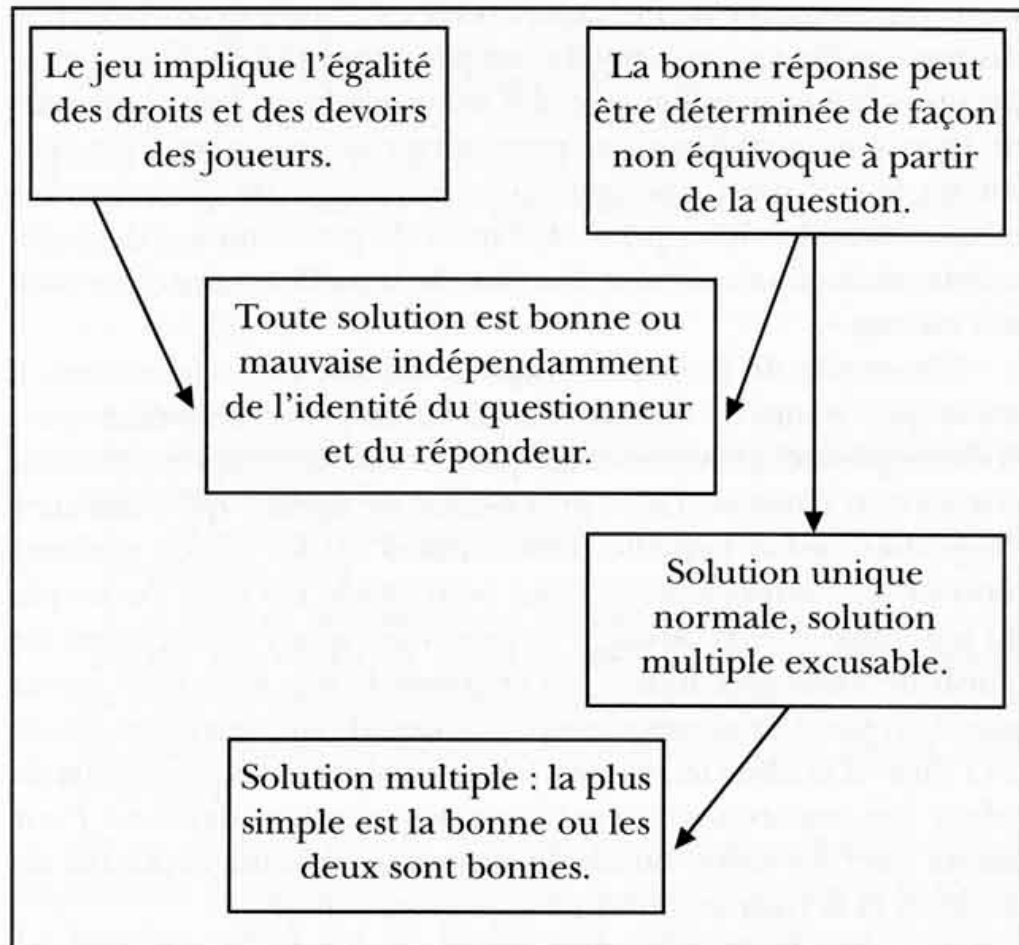 Le jeu implique l'égalité
des droits et des devoirs
des joueurs.
La bonne réponse peut
être déterminée de façon
non équivoque à partir
de la question.
Toute solution est bonne ou
mauvaise indépendamment
de l'identité du questionneur
et du répondeur.
Solution unique
normale, solution
multiple excusable.
Solution multiple : la plus
simple est la bonne ou les
deux sont bonnes.